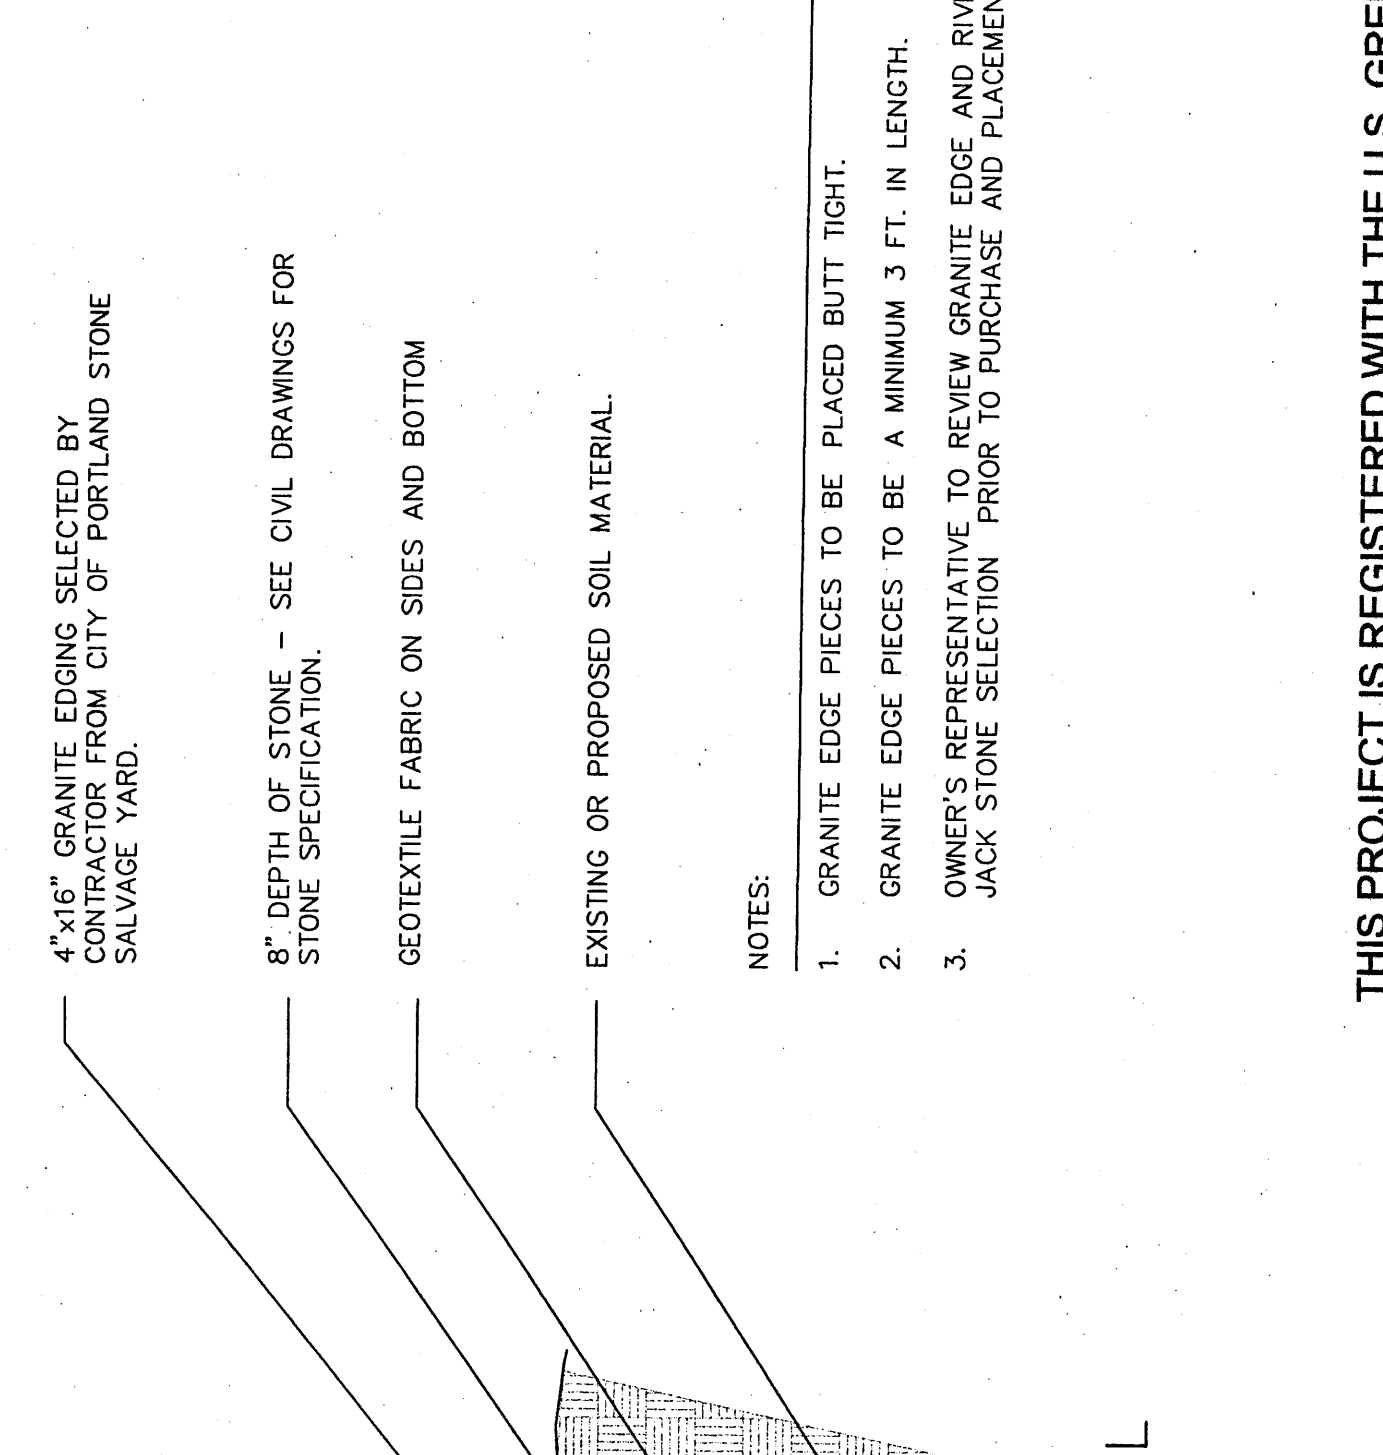 4"x16" GRANITE EDGING SELECTED BY
CONTRACTOR FROM CITY OF PORTLAND STONE
SALVAGE YARD.
8" DEPTH OF STONE – SEE CIVIL DRAWINGS FOR
STONE SPECIFICATION.
GEOTEXTILE FABRIC ON SIDES AND BOTTOM
EXISTING OR PROPOSED SOIL MATERIAL.
NOTES:
1. GRANITE EDGE PIECES TO BE PLACED BUTT TIGHT.
2. GRANITE EDGE PIECES TO BE A MINIMUM 3 FT. IN LENGTH.
3. OWNER'S REPRESENTATIVE TO REVIEW GRANITE EDGE AND
JACK STONE SELECTION PRIOR TO PURCHASE AND
THIS PROJECT IS REGISTERED WITH THE U.S.